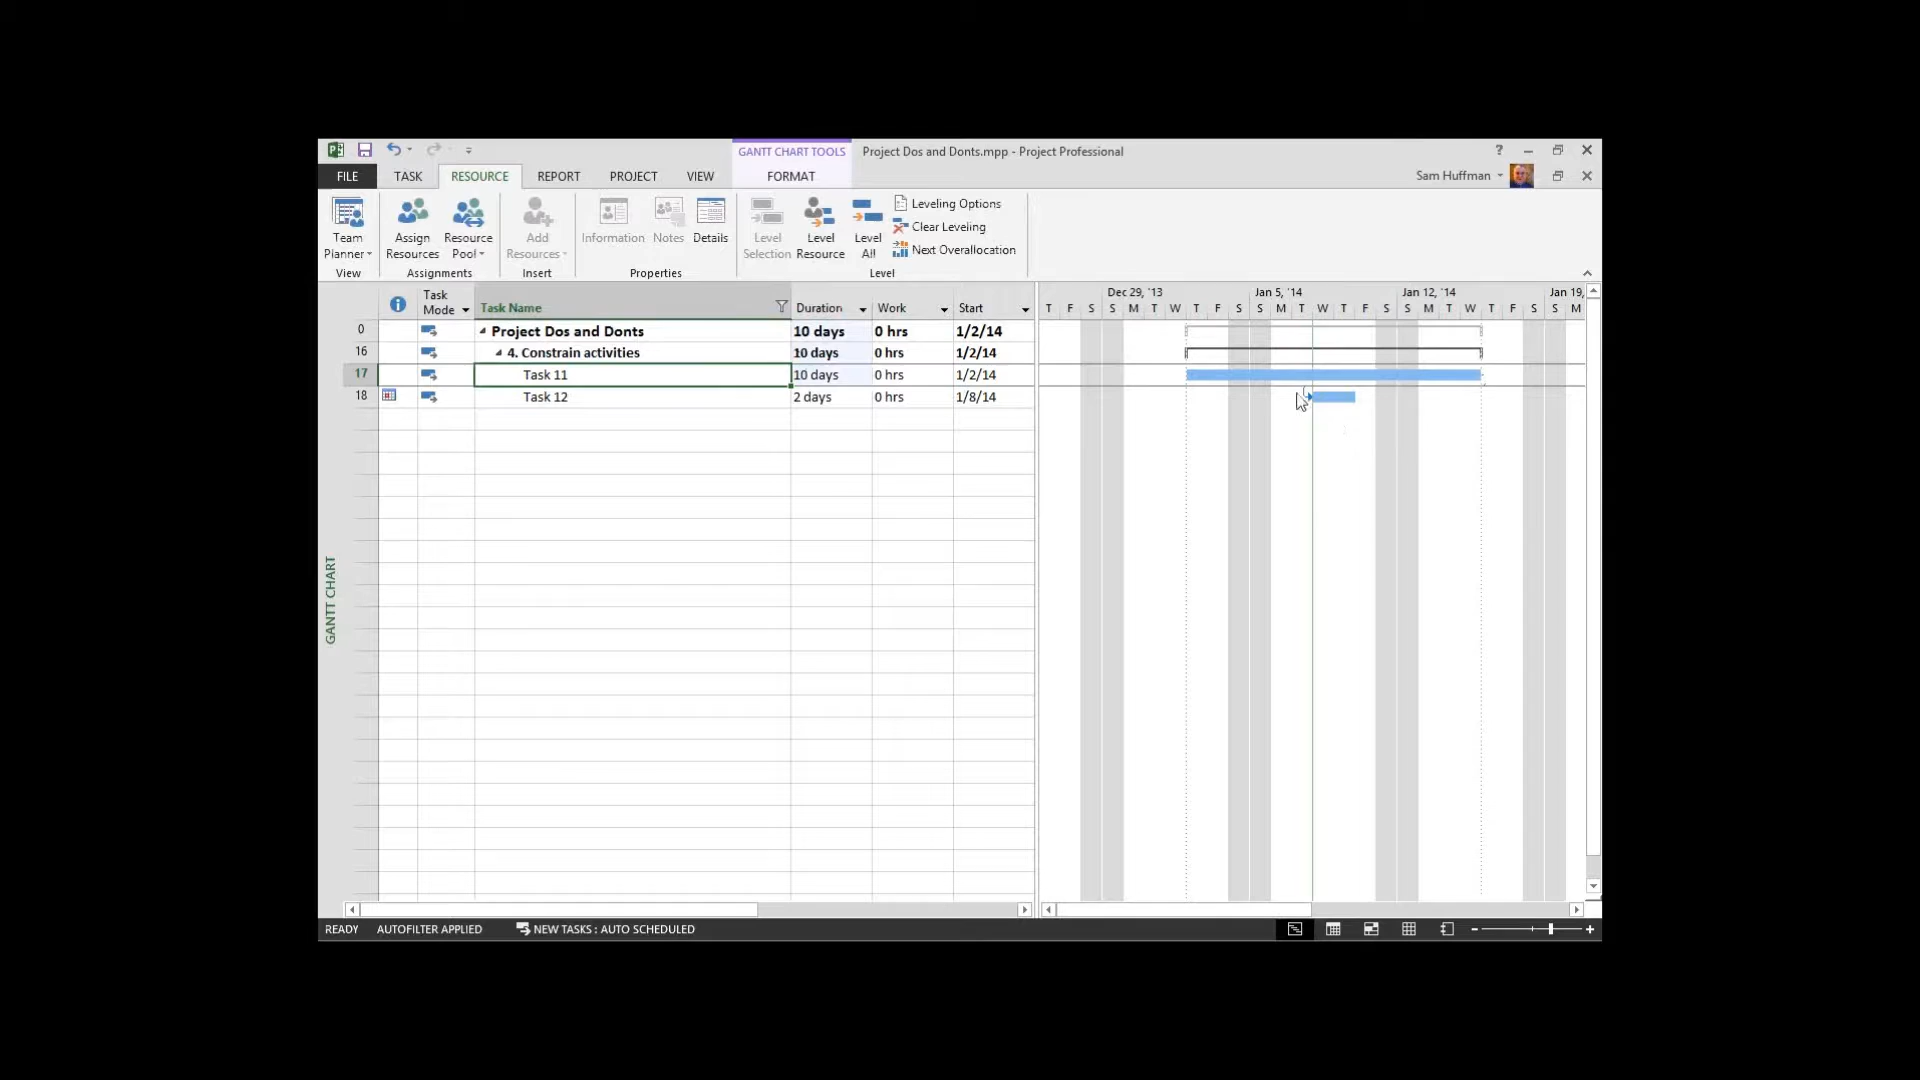 GANTT CHART TOOLS
Project Dos and Donts.mpp - Project Professional
?
FILE TASK RESOURCE REPORT PROJECT VIEW FORMAT
Sam Huffman
Team Planner
Assign Resources
Resource Pool
Add Resources
Information
Notes
Details
Level Selection
Level Resource
Level All
Leveling Options
Clear Leveling
Next Overallocation
View Assignments Insert Properties Level
Task Mode
Task Name
Duration
Work
Start
Dec 29, '13 Jan 5, '14 Jan 12, '14 Jan 19,
T F S S M T W T F S S M T W T F S S M T W T F S S M
0 Project Dos and Donts 10 days 0 hrs 1/2/14
16 4. Constrain activities 10 days 0 hrs 1/2/14
17 Task 11 10 days 0 hrs 1/2/14
18 Task 12 2 days 0 hrs 1/8/14
GANTT CHART
READY AUTOFILTER APPLIED NEW TASKS : AUTO SCHEDULED